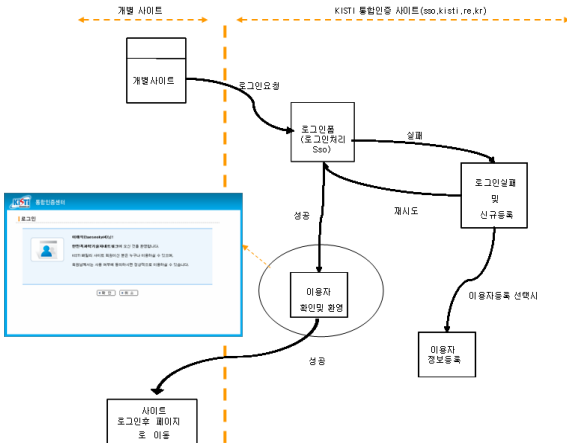 개별 사이트
KISTI 통합인증 사이트(sso,kisti,re,kr)
개별사이트
로그인요청
로그인폼
(로그인처리
Sso)
실패
로그인실패
및
신규등록
재시도
성공
KISTI 통합인증센터
로그인
이용자
확인및 환영
이용자등록 선택시
이용자
정보등록
성공
사이트
로그인후 페이지
로 이동